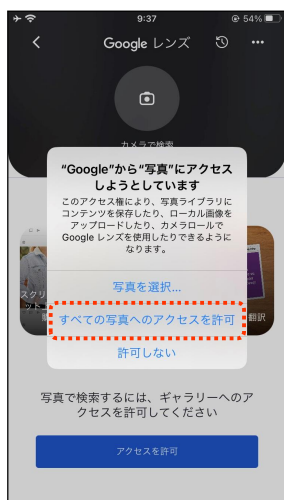 9:37
54%
Google レンズ
カメラで検索
“Google”から“写真”にアクセス
しようとしています
このアクセス権により、写真ライブラリに
コンテンツを保存したり、ローカル画像を
アップロードしたり、カメラロールで
Google レンズを使用したりできるように
なります。
写真を選択...
すべての写真へのアクセスを許可
許可しない
スクリ
翻訳
写真で検索するには、ギャラリーへのア
クセスを許可してください
アクセスを許可